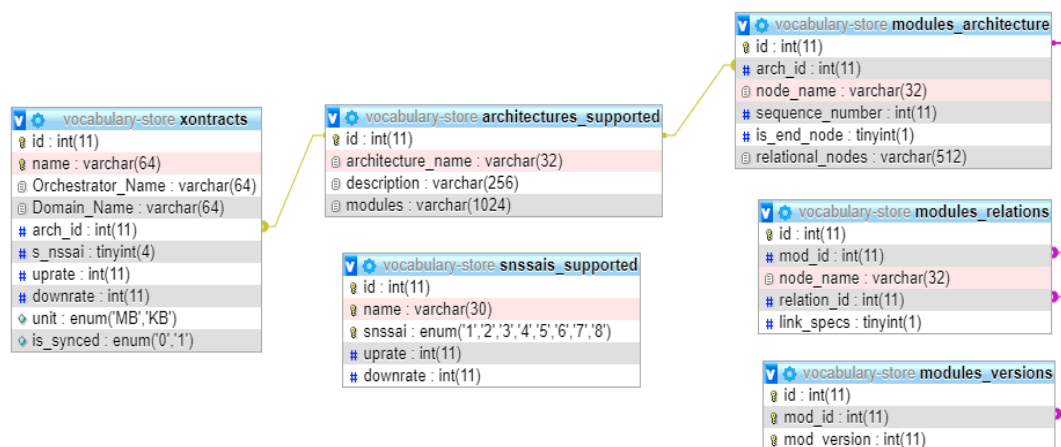 vocabulary-store xontracts
id : int(11)
name : varchar(64)
Orchestrator_Name : varchar(64)
Domain_Name : varchar(64)
arch_id : int(11)
s_nssai : tinyint(4)
uprate : int(11)
downrate : int(11)
unit : enum('MB','KB')
is_synced : enum('0','1')
vocabulary-store architectures_supported
id : int(11)
architecture_name : varchar(32)
description : varchar(256)
modules : varchar(1024)
vocabulary-store snssais_supported
id : int(11)
name : varchar(30)
snssai : enum('1','2','3','4','5','6','7','8')
uprate : int(11)
downrate : int(11)
vocabulary-store modules_architecture
id : int(11)
arch_id : int(11)
node_name : varchar(32)
sequence_number : int(11)
is_end_node : tinyint(1)
relational_nodes : varchar(512)
vocabulary-store modules_relations
id : int(11)
mod_id : int(11)
node_name : varchar(32)
relation_id : int(11)
link_specs : tinyint(1)
vocabulary-store modules_versions
id : int(11)
mod_id : int(11)
mod_version : int(11)